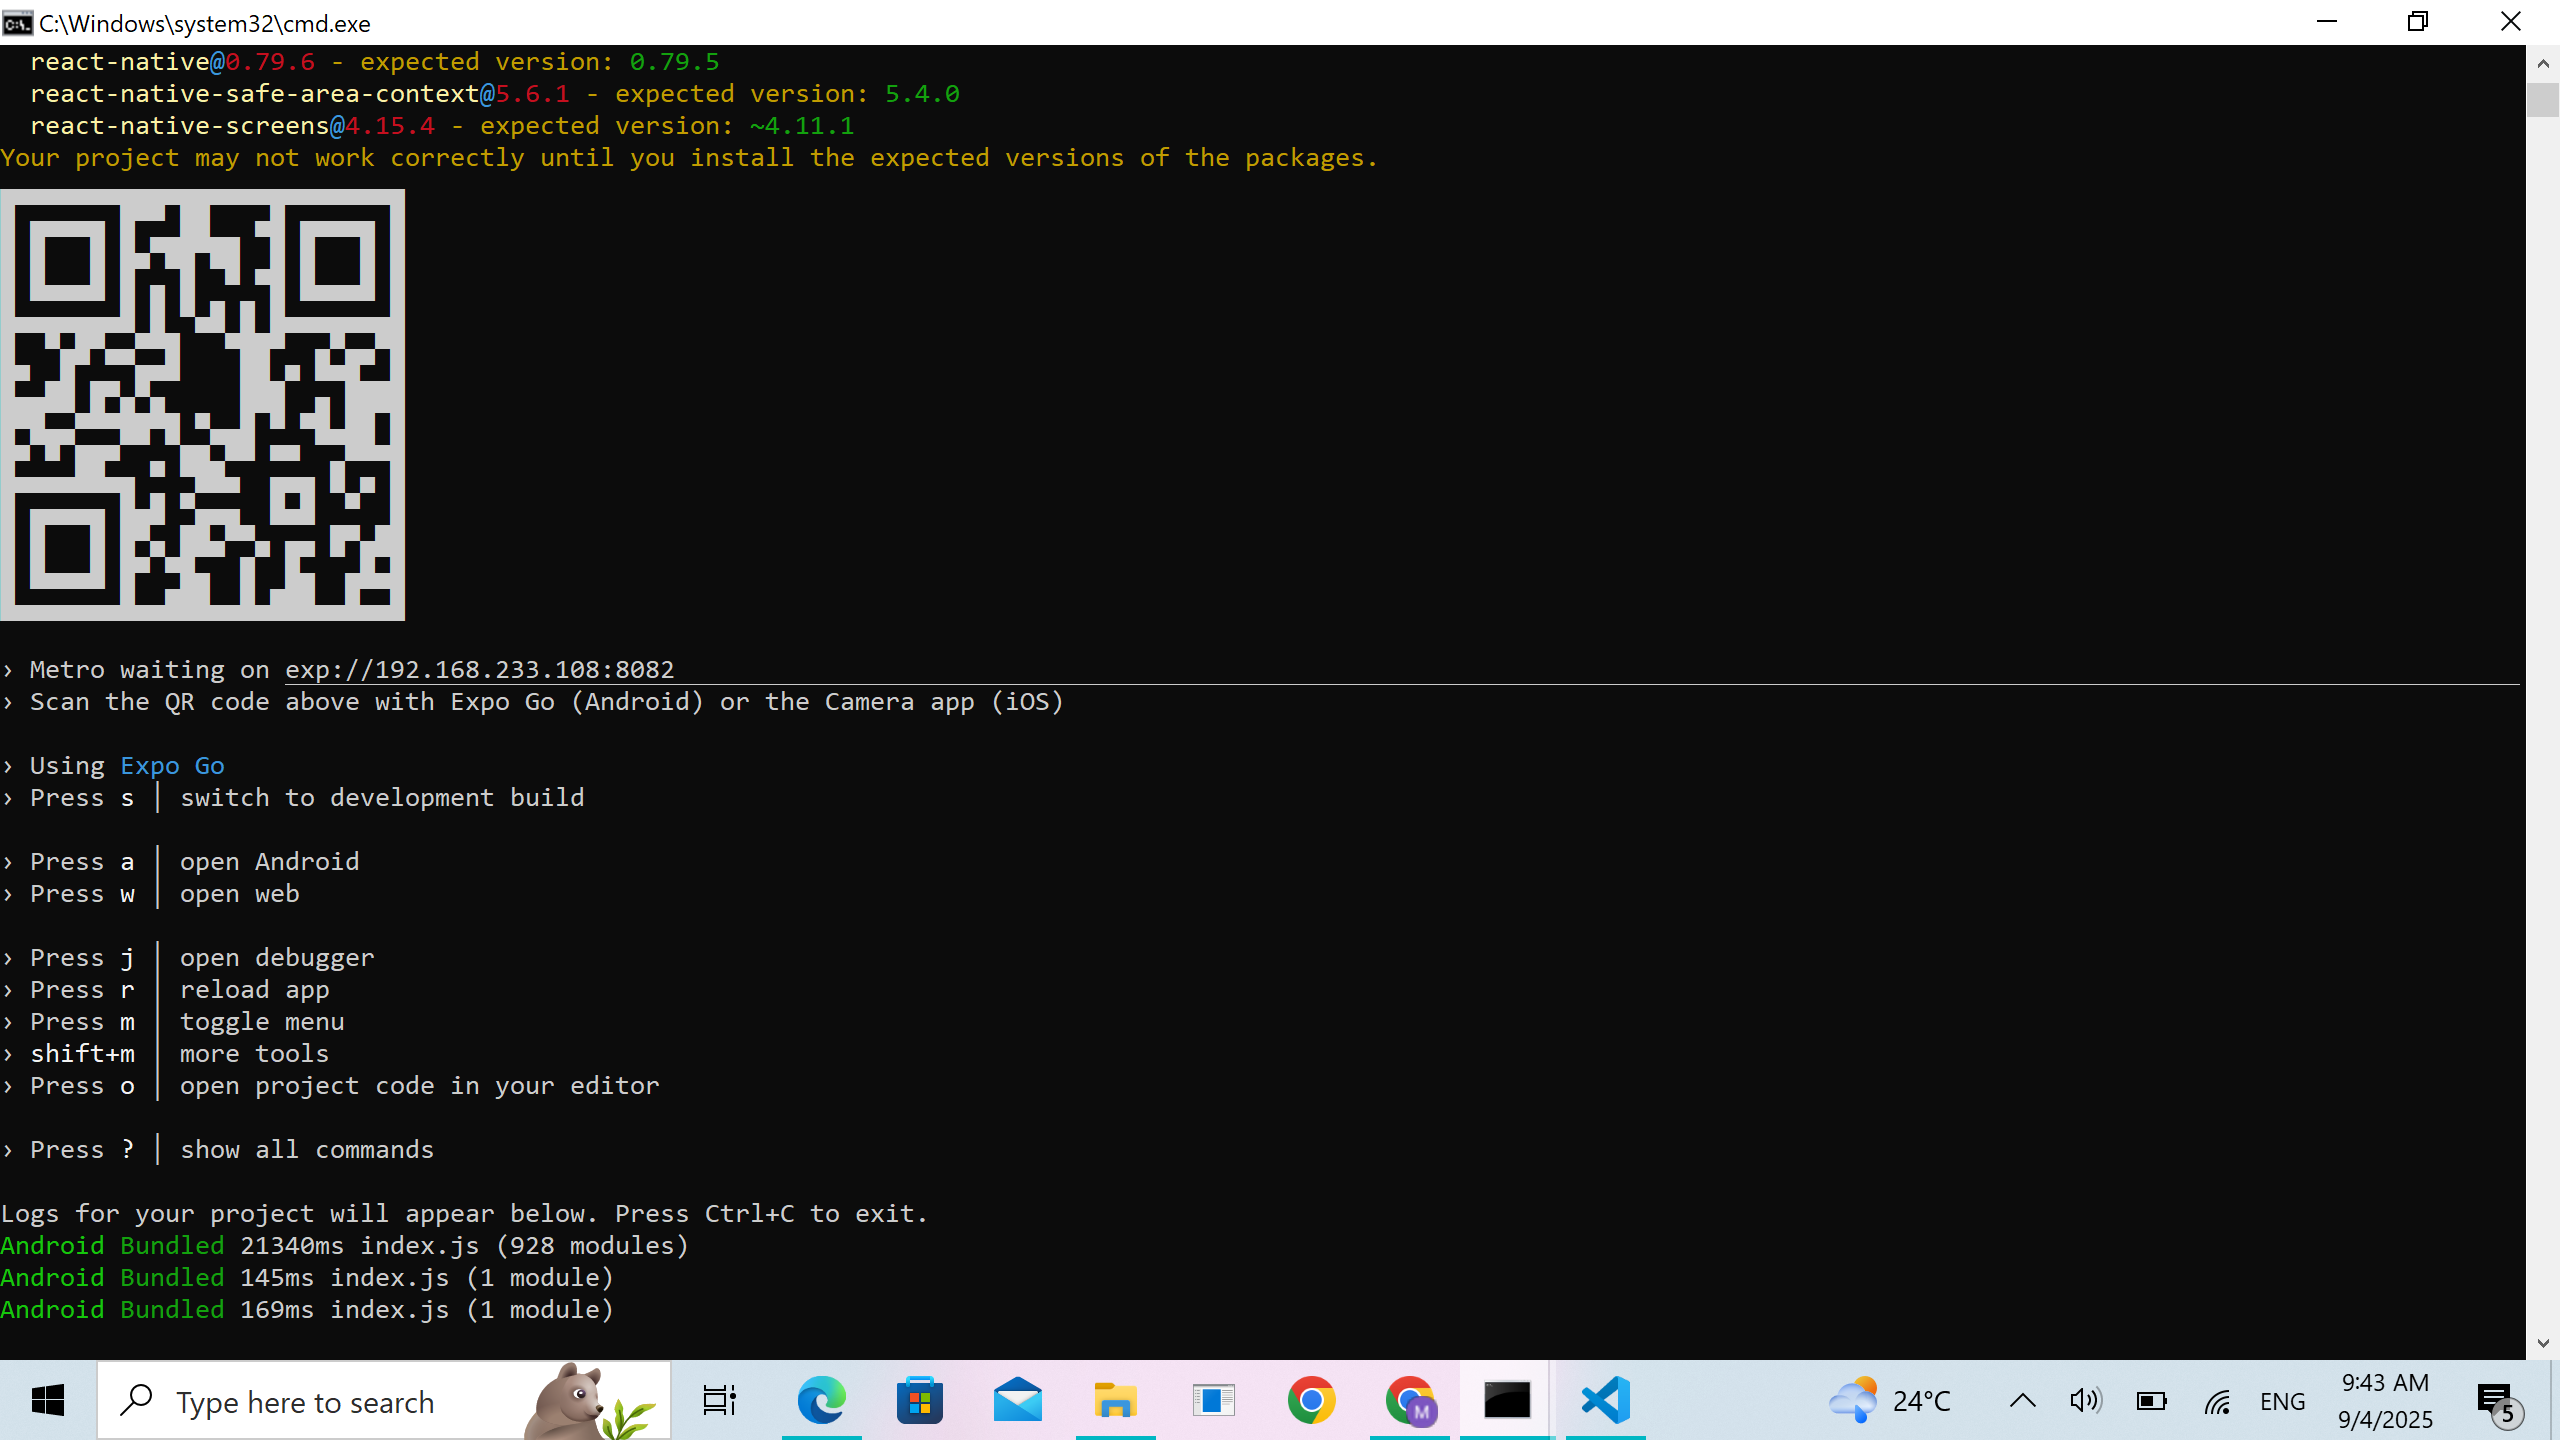 C:\Windows\system32\cmd.exe
react-native@0.79.6 - expected version: 0.79.5
react-native-safe-area-context@5.6.1 - expected version: 5.4.0
react-native-screens@4.15.4 - expected version: ~4.11.1
Your project may not work correctly until you install the expected versions of the packages.
› Metro waiting on exp://192.168.233.108:8082
› Scan the QR code above with Expo Go (Android) or the Camera app (iOS)
› Using Expo Go
› Press s │ switch to development build
› Press a │ open Android
› Press w │ open web
› Press j │ open debugger
› Press r │ reload app
› Press m │ toggle menu
› shift+m │ more tools
› Press o │ open project code in your editor
› Press ? │ show all commands
Logs for your project will appear below. Press Ctrl+C to exit.
Android Bundled 21340ms index.js (928 modules)
Android Bundled 145ms index.js (1 module)
Android Bundled 169ms index.js (1 module)
Type here to search
M
24°C
ENG
9:43 AM
9/4/2025
5